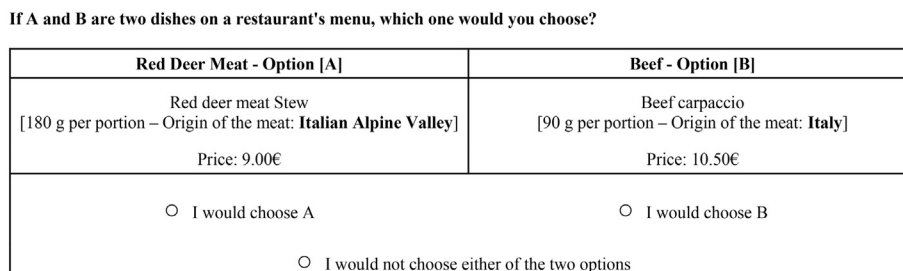 If A and B are two dishes on a restaurant's menu, which one would you choose?
Red Deer Meat - Option [A]
Beef - Option [B]
Red deer meat Stew
[180 g per portion – Origin of the meat: Italian Alpine Valley]
Price: 9.00€
Beef carpaccio
[90 g per portion – Origin of the meat: Italy]
Price: 10.50€
I would choose A
I would choose B
I would not choose either of the two options